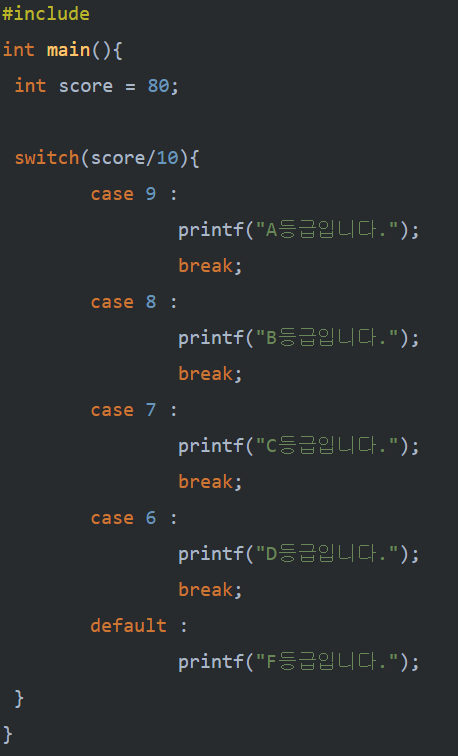 #include
int main(){
int score = 80;
switch(score/10){
case 9 :
printf("A등급입니다.");
break;
case 8 :
printf("B등급입니다.");
break;
case 7 :
printf("C등급입니다.");
break;
case 6 :
printf("D등급입니다.");
break;
default :
printf("F등급입니다.");
}
}